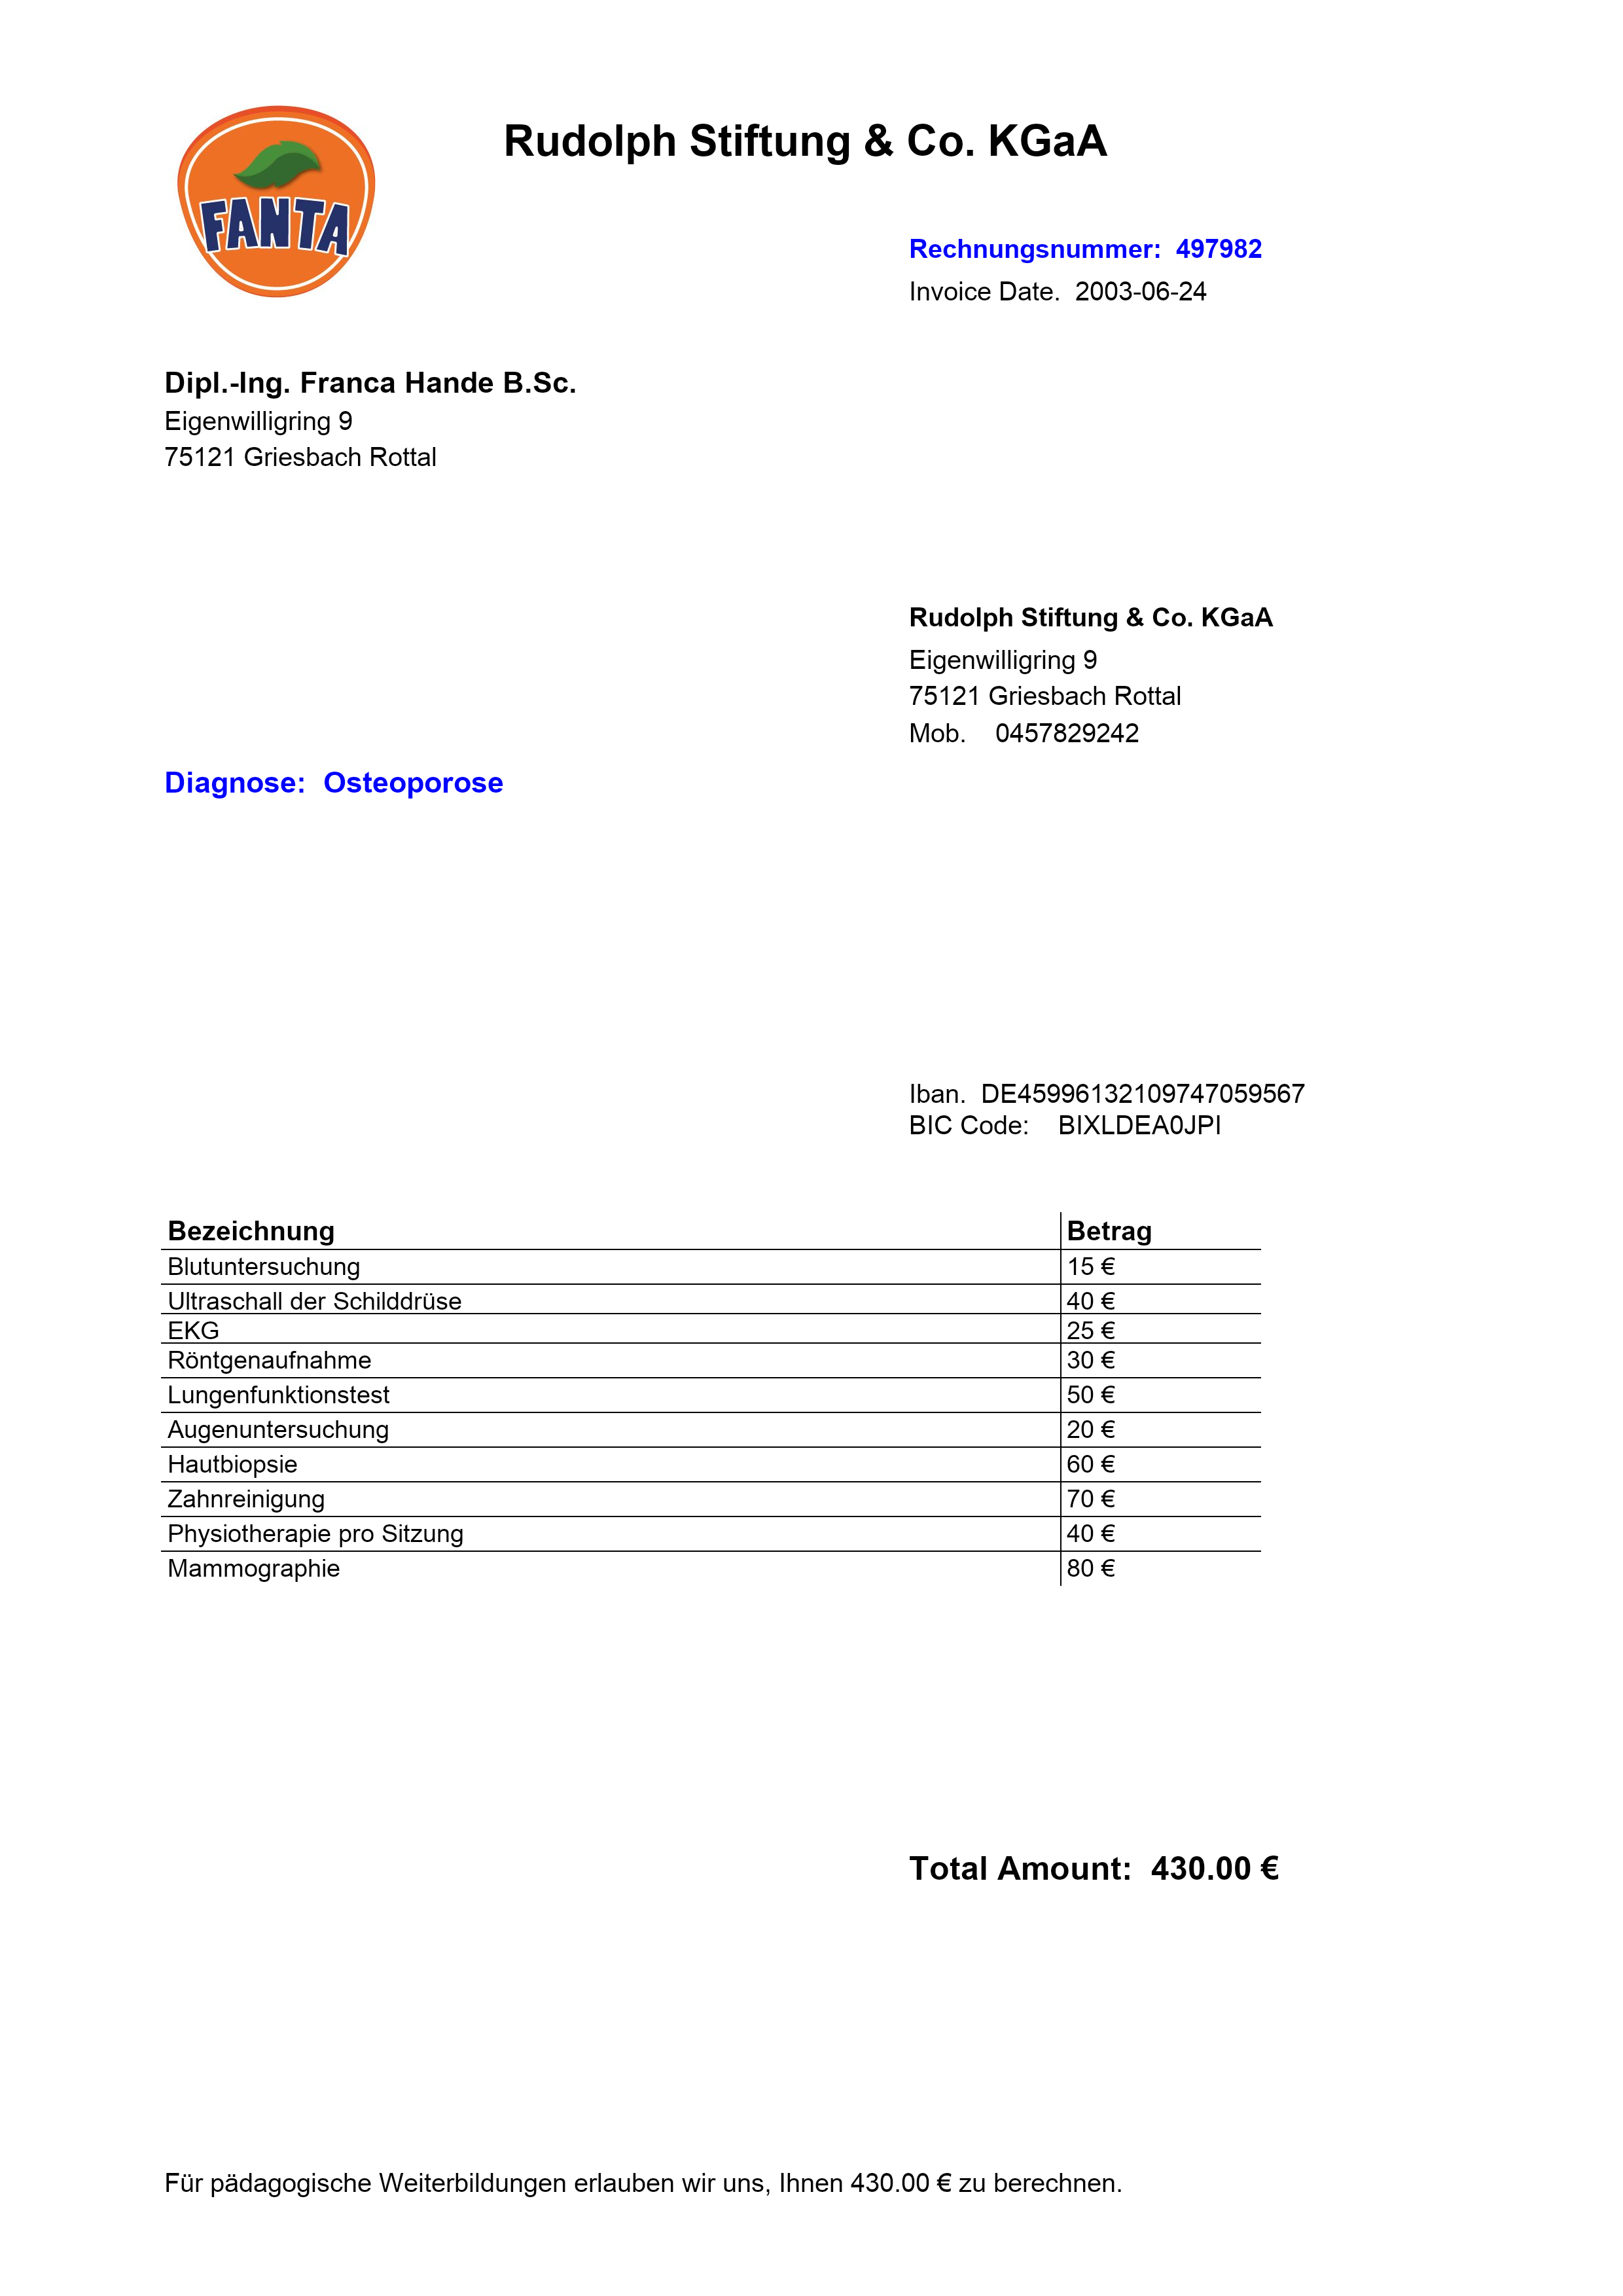 FANTA
Rudolph Stiftung & Co. KGaA
Rechnungsnummer: 497982
Invoice Date. 2003-06-24
Dipl.-Ing. Franca Hande B.Sc.
Eigenwilligring 9
75121 Griesbach Rottal
Rudolph Stiftung & Co. KGaA
Eigenwilligring 9
75121 Griesbach Rottal
Mob. 0457829242
Diagnose: Osteoporose
Iban. DE45996132109747059567
BIC Code: BIXLDEA0JPI
Bezeichnung Betrag
Blutuntersuchung 15 €
Ultraschall der Schilddrüse 40 €
EKG 25 €
Röntgenaufnahme 30 €
Lungenfunktionstest 50 €
Augenuntersuchung 20 €
Hautbiopsie 60 €
Zahnreinigung 70 €
Physiotherapie pro Sitzung 40 €
Mammographie 80 €
Total Amount: 430.00 €
Für pädagogische Weiterbildungen erlauben wir uns, Ihnen 430.00 € zu berechnen.